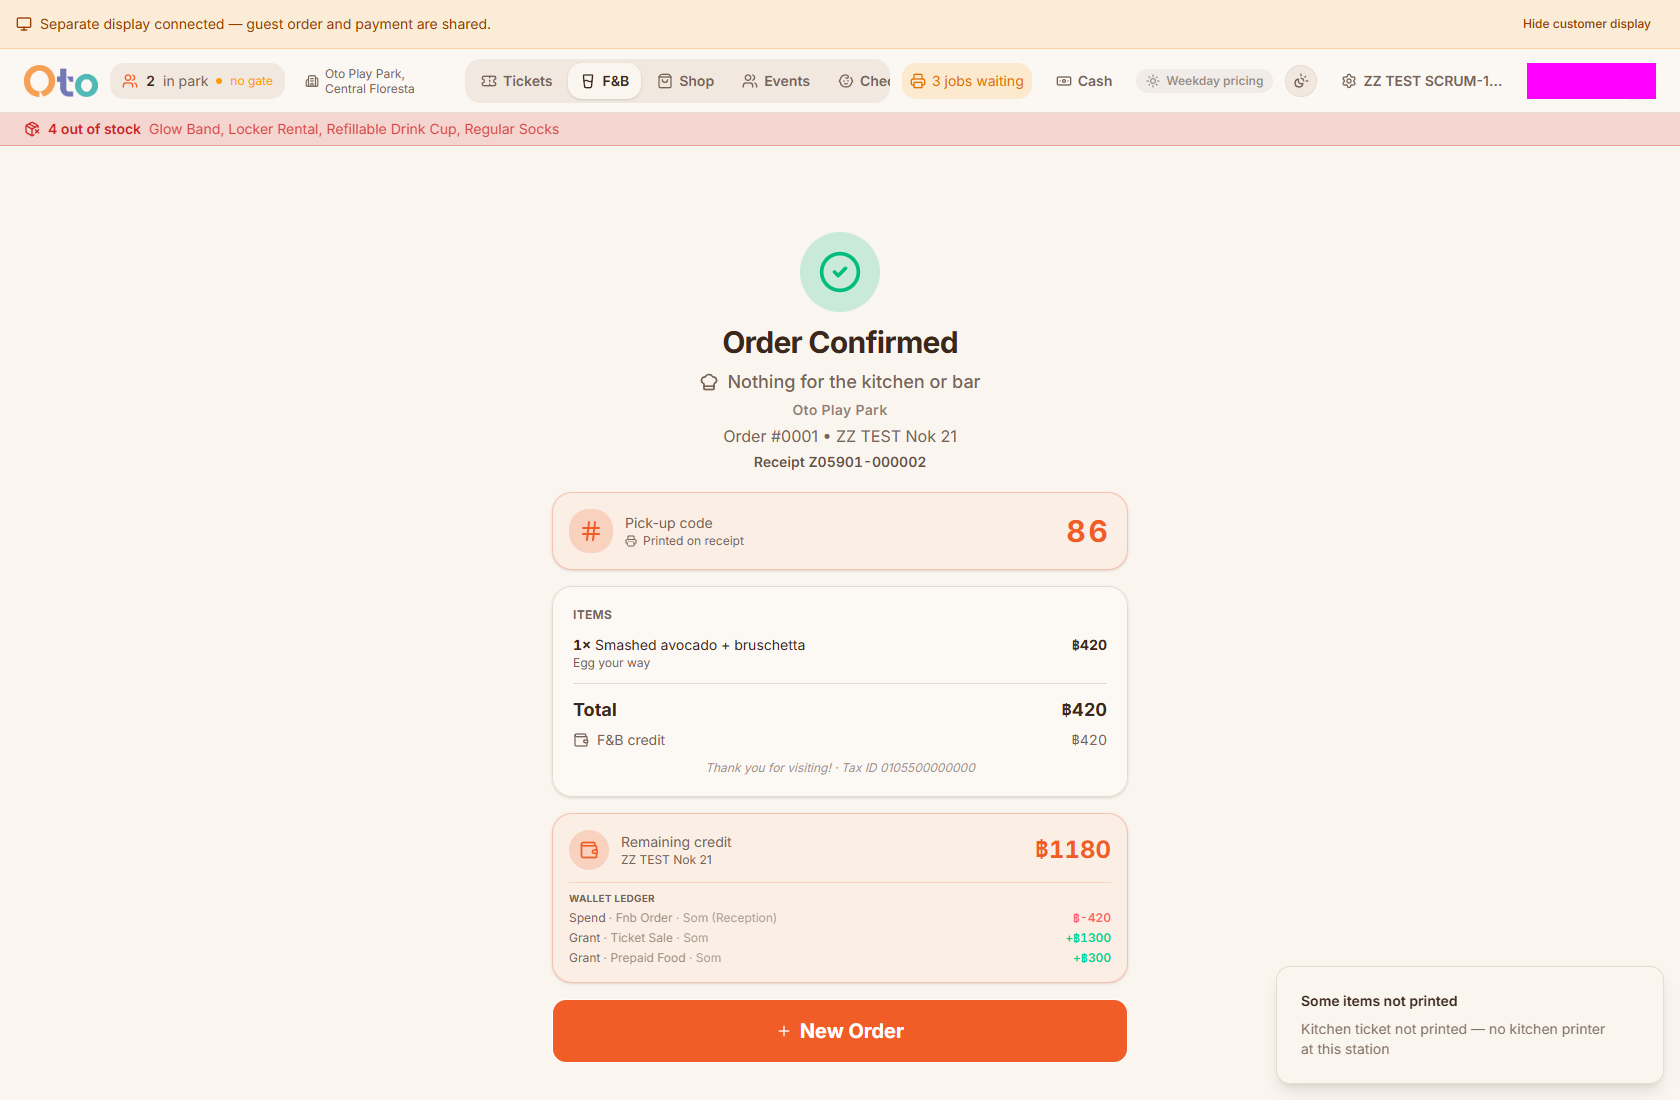 Separate display connected — guest order and payment are shared.
Hide customer display
Oto
2 in park • no gate
Oto Play Park,
Central Floresta
Tickets
F&B
Shop
Events
Chec
3 jobs waiting
Cash
Weekday pricing
ZZ TEST SCRUM-1...
4 out of stock Glow Band, Locker Rental, Refillable Drink Cup, Regular Socks
Order Confirmed
Nothing for the kitchen or bar
Oto Play Park
Order #0001 • ZZ TEST Nok 21
Receipt Z05901-000002
Pick-up code
Printed on receipt
86
ITEMS
1× Smashed avocado + bruschetta ฿420
Egg your way
Total ฿420
F&B credit ฿420
Thank you for visiting! · Tax ID 0105500000000
Remaining credit
ZZ TEST Nok 21
฿1180
WALLET LEDGER
Spend · Fnb Order · Som (Reception) ฿-420
Grant · Ticket Sale · Som +฿1300
Grant · Prepaid Food · Som +฿300
+ New Order
Some items not printed
Kitchen ticket not printed — no kitchen printer
at this station